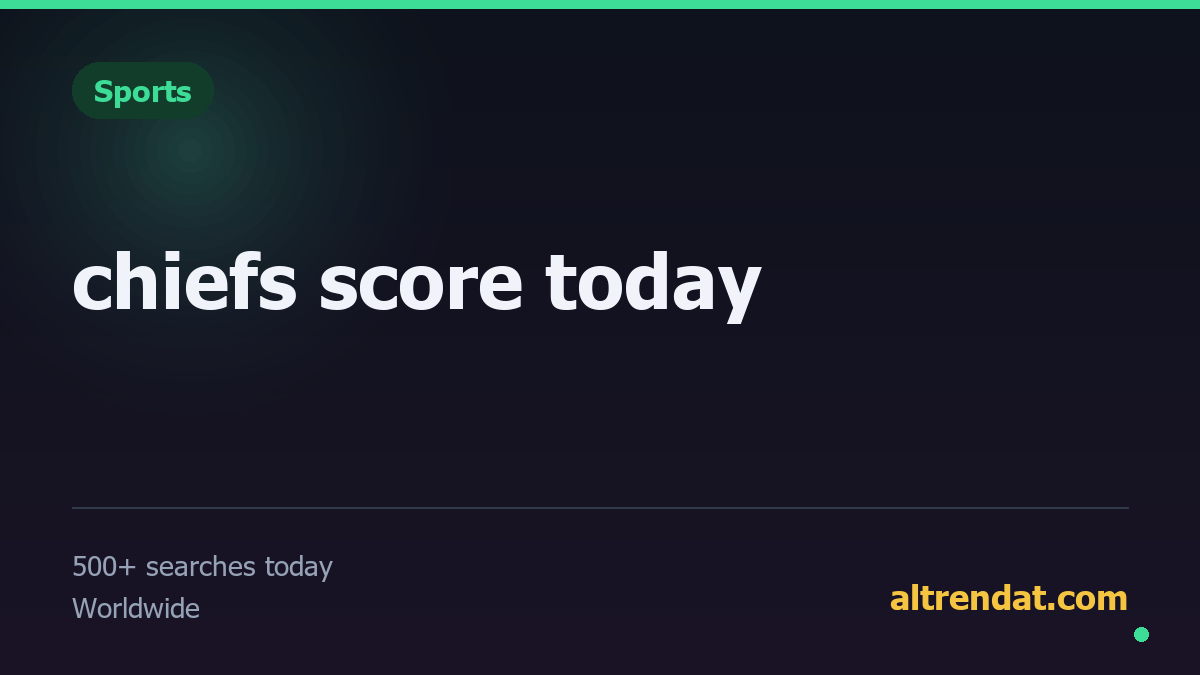 Sports
chiefs score today
500+ searches today
Worldwide
altrendat.com